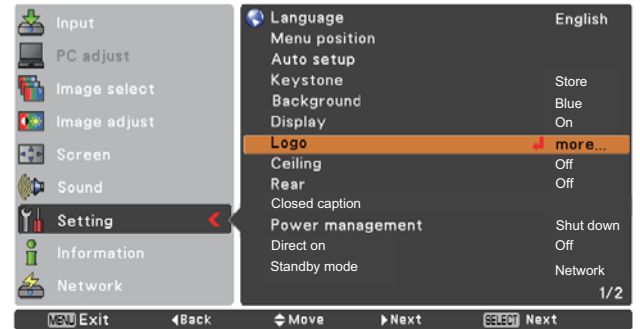 Input
PC adjust
Image select
Image adjust
Screen
Sound
Setting
Information
Network
Language English
Menu position
Auto setup
Keystone Store
Background Blue
Display On
Logo more...
Ceiling Off
Rear Off
Closed caption
Power management Shut down
Direct on Off
Standby mode Network
1/2
MENU Exit Back Move Next SELECT Next